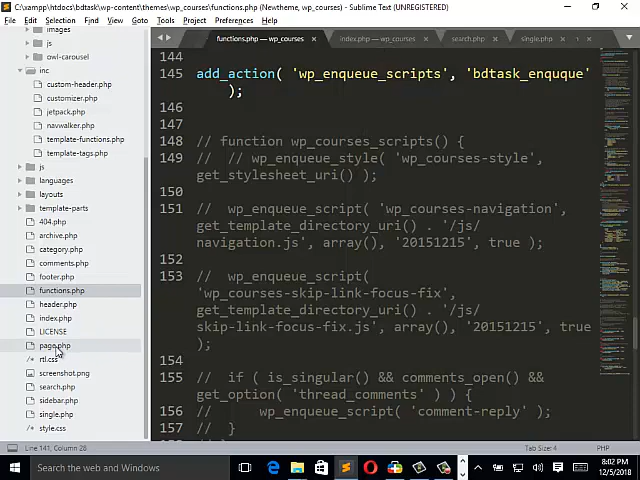 C:\xampp\htdocs\bdtask\wp-content\themes\wp_courses\functions.php (Newtheme, wp_courses) - Sublime Text (UNREGISTERED)
File Edit Selection Find View Goto Tools Project Preferences Help
images
js
owl-carousel
inc
custom-header.php
customizer.php
jetpack.php
navwalker.php
template-functions.php
template-tags.php
js
languages
layouts
template-parts
404.php
archive.php
category.php
comments.php
footer.php
functions.php
header.php
index.php
LICENSE
page.php
rtl.css
screenshot.png
search.php
sidebar.php
single.php
style.css
functions.php — wp_courses
index.php — wp_courses
search.php
single.php
1
144
145 add_action( 'wp_enqueue_scripts', 'bdtask_enquque'
);
146
147
148 // function wp_courses_scripts() {
149 // // wp_enqueue_style( 'wp_courses-style',
get_stylesheet_uri() );
150
151 // wp_enqueue_script( 'wp_courses-navigation',
get_template_directory_uri() . '/js/
navigation.js', array(), '20151215', true );
152
153 // wp_enqueue_script(
'wp_courses-skip-link-focus-fix',
get_template_directory_uri() . '/js/
skip-link-focus-fix.js', array(), '20151215', true
);
154
155 // if ( is_singular() && comments_open() &&
get_option( 'thread_comments' ) ) {
156 // wp_enqueue_script( 'comment-reply' );
157 // }
Line 141, Column 28
Tab Size: 4
PHP
Search the web and Windows
8:02 PM
12/5/2018